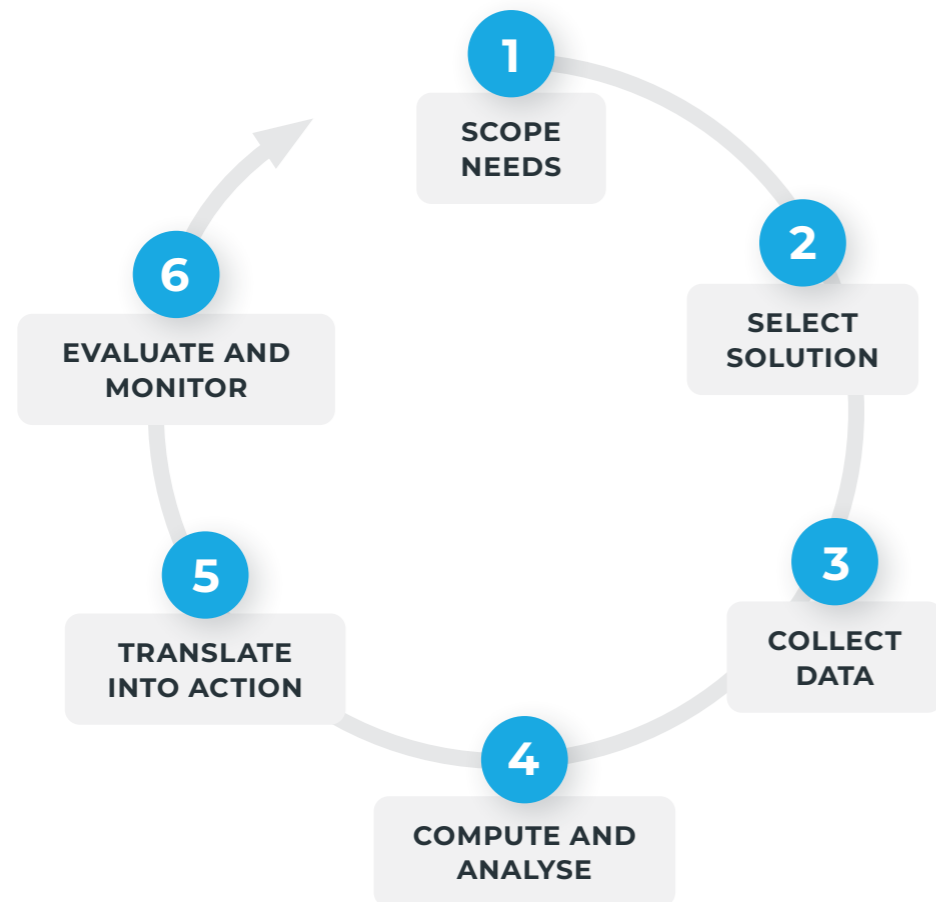 1
SCOPE
NEEDS
2
SELECT
SOLUTION
3
COLLECT
DATA
4
COMPUTE AND
ANALYSE
5
TRANSLATE
INTO ACTION
6
EVALUATE AND
MONITOR